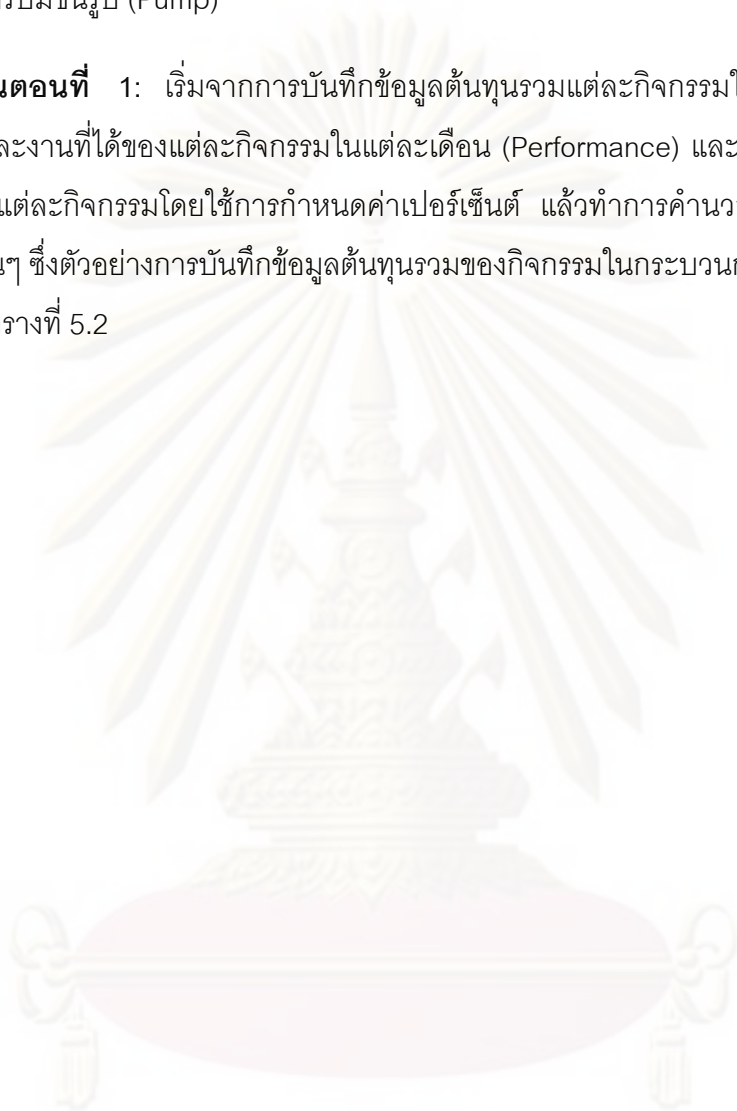 รปั๊มขึ้นรูป (Pump)
นตอนที่ 1: เริ่มจากการบันทึกข้อมูลต้นทุนรวมแต่ละกิจกรรมใ
ละงานที่ได้ของแต่ละกิจกรรมในแต่ละเดือน (Performance) และ
แต่ละกิจกรรมโดยใช้การกำหนดค่าเปอร์เซ็นต์ แล้วทำการคำนว
นๆ ซึ่งตัวอย่างการบันทึกข้อมูลต้นทุนรวมของกิจกรรมในกระบวนก
รางที่ 5.2